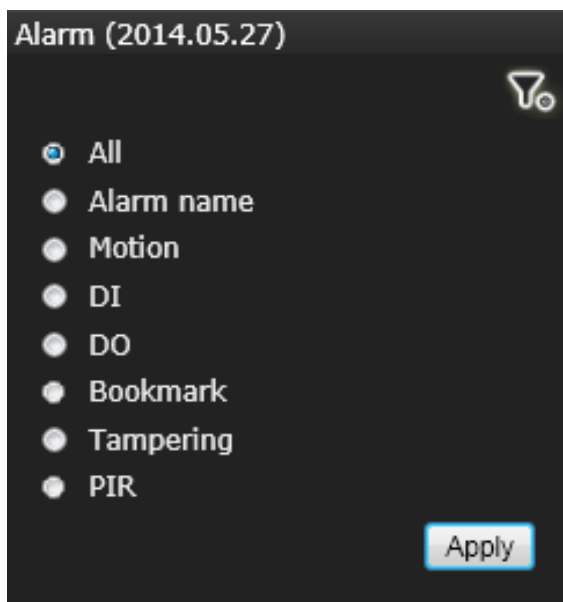 Alarm (2014.05.27)
All
Alarm name
Motion
DI
DO
Bookmark
Tampering
PIR
Apply